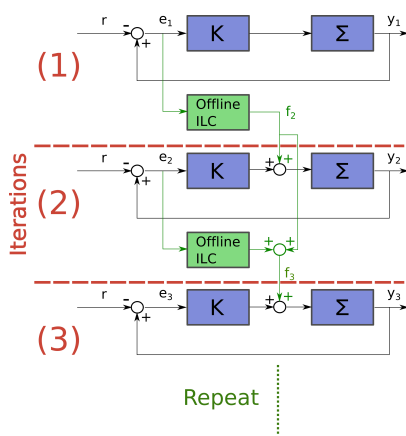 r
-
+
e1
K
Σ
y1
(1)
Offline
ILC
f2
Iterations
r
-
+
e2
K
+
+
Σ
y2
(2)
Offline
ILC
+
+
f3
r
-
+
e3
K
+
+
Σ
y3
(3)
Repeat